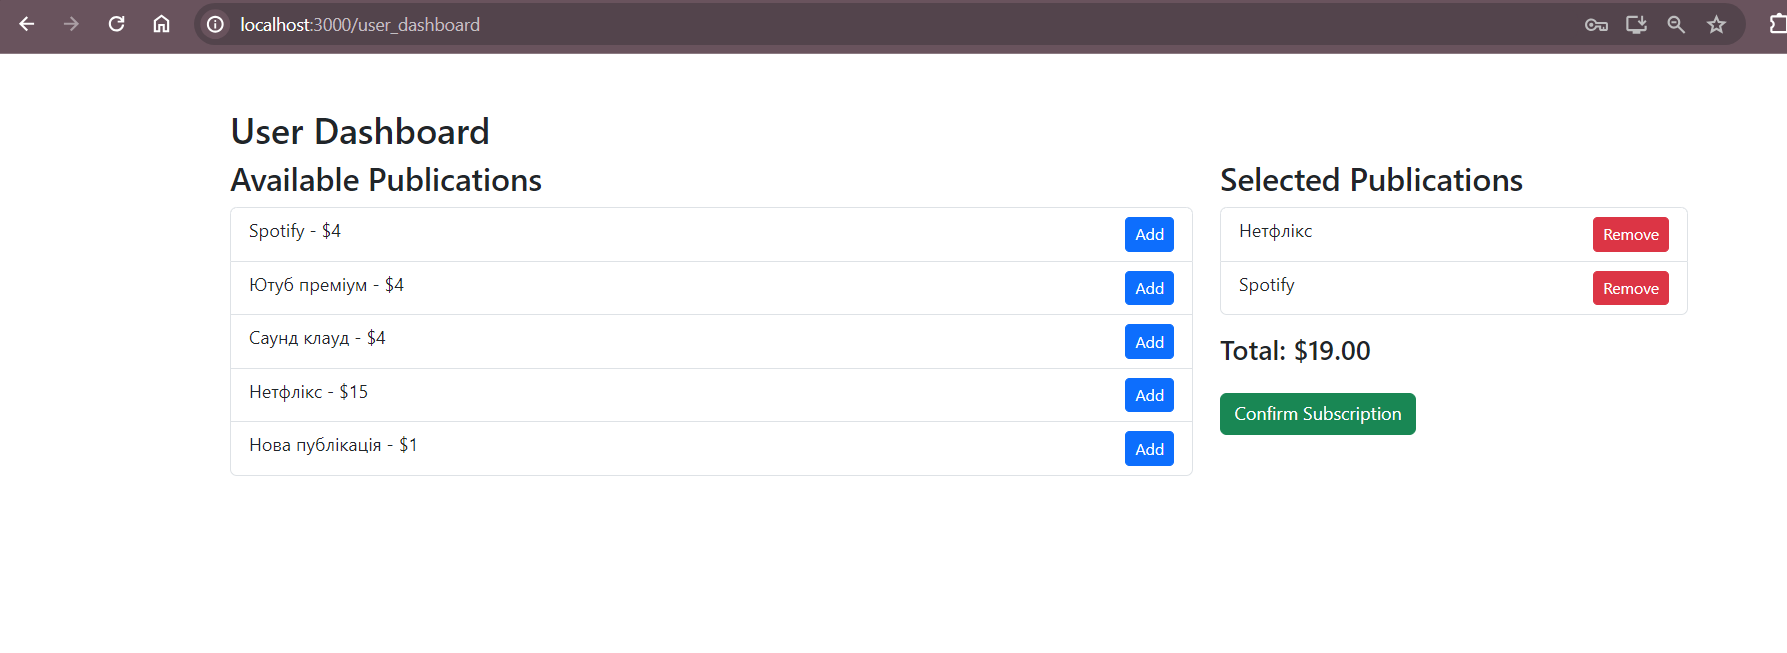 localhost:3000/user_dashboard
User Dashboard
Available Publications
Spotify - $4 Add
Ютуб преміум - $4 Add
Саунд клауд - $4 Add
Нетфлікс - $15 Add
Нова публікація - $1 Add
Selected Publications
Нетфлікс Remove
Spotify Remove
Total: $19.00
Confirm Subscription